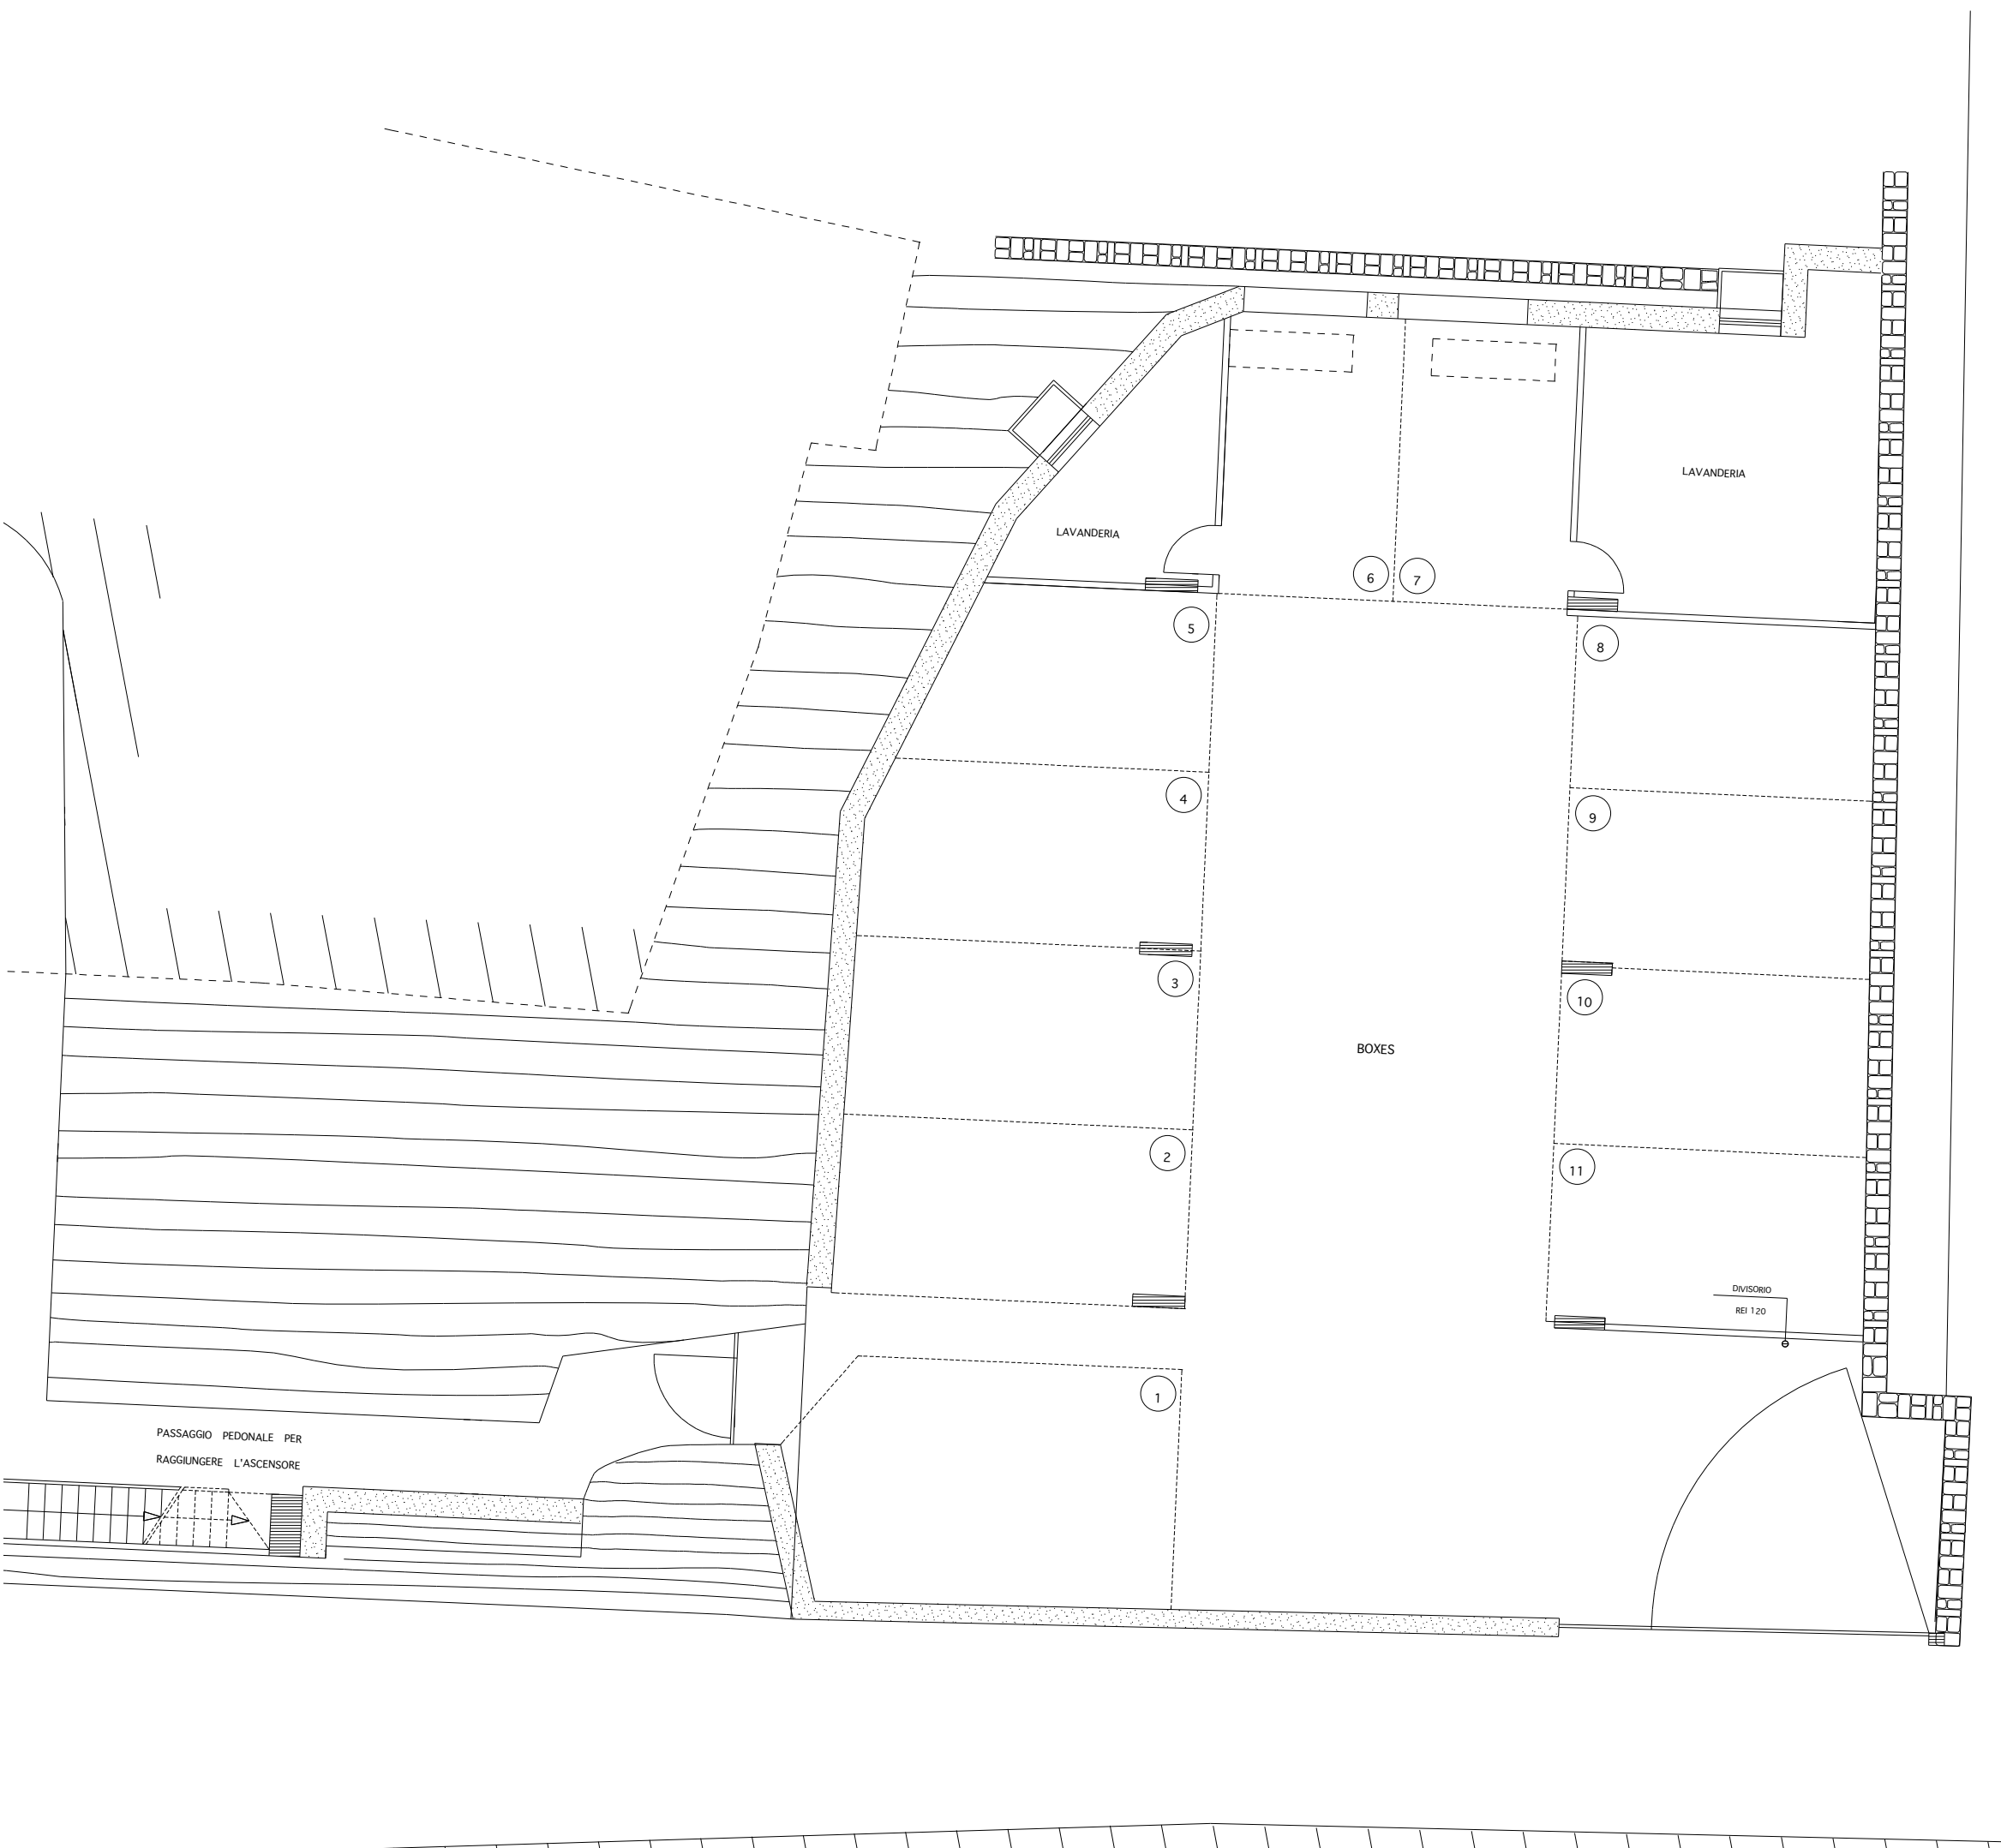 LAVANDERIA
LAVANDERIA
6
7
5
8
4
9
3
10
BOXES
2
11
DIVISORIO
REI 120
1
PASSAGGIO PEDONALE PER
RAGGIUNGERE L'ASCENSORE